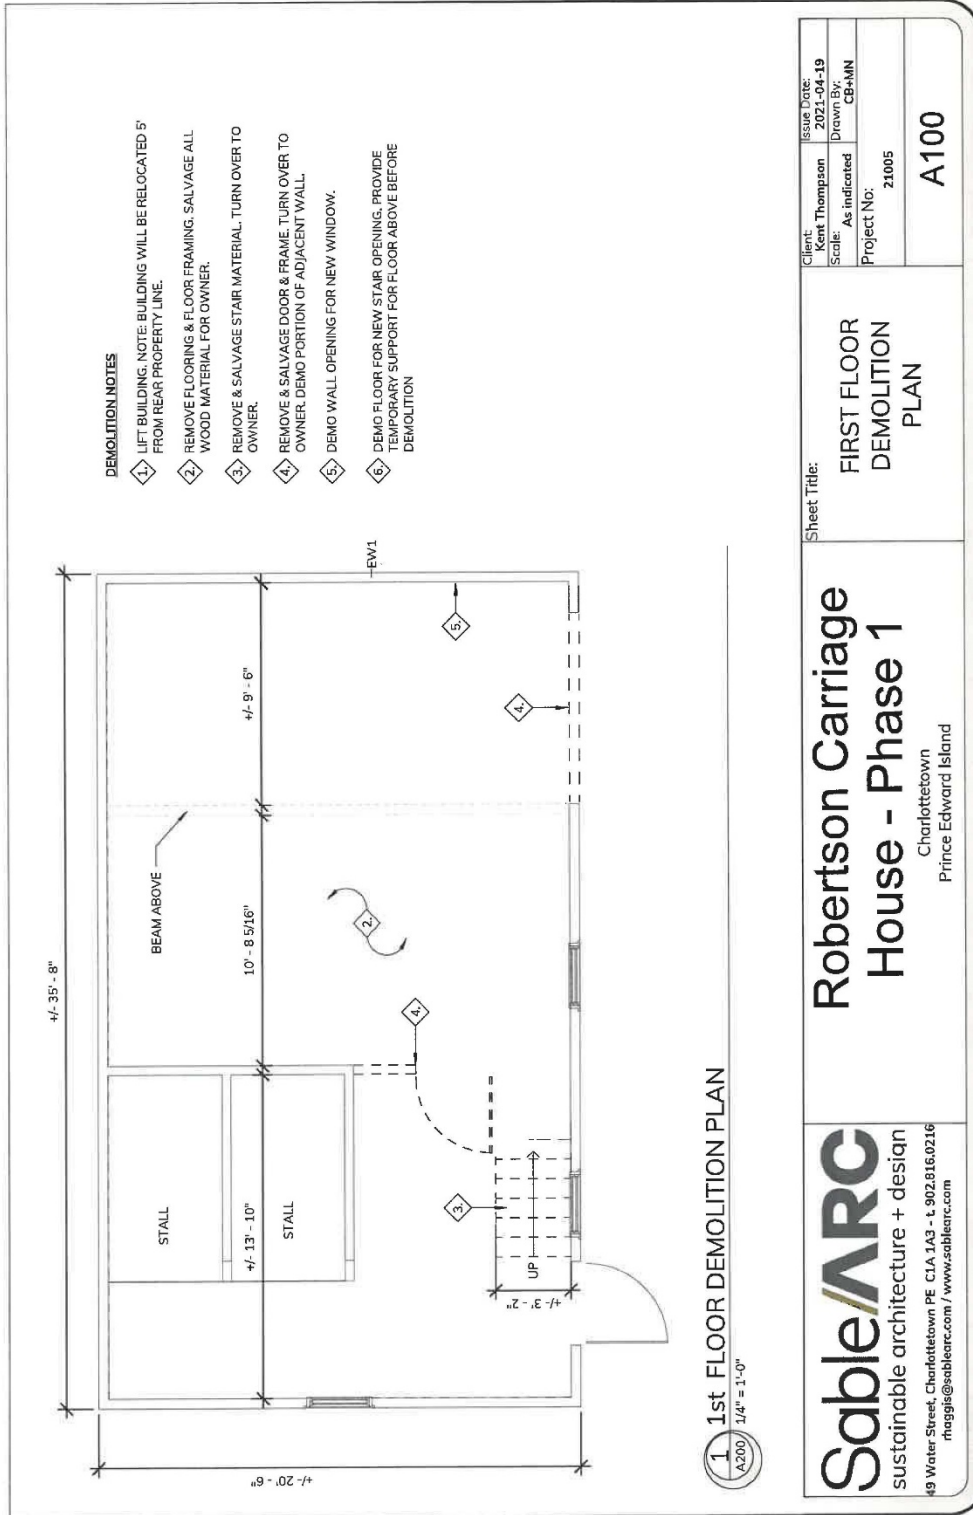 +/- 35' - 8"
+/- 20' - 6"
STALL
STALL
BEAM ABOVE
+/- 13' - 10"
10' - 8 5/16"
+/- 9' - 6"
+/- 3' - 2"
UP
EW1
2.
3.
4.
4.
5.
1
A200
1st FLOOR DEMOLITION PLAN
1/4" = 1'-0"
DEMOLITION NOTES
1. LIFT BUILDING. NOTE: BUILDING WILL BE RELOCATED 5'
FROM REAR PROPERTY LINE.
2. REMOVE FLOORING & FLOOR FRAMING. SALVAGE ALL
WOOD MATERIAL FOR OWNER.
3. REMOVE & SALVAGE STAIR MATERIAL. TURN OVER TO
OWNER.
4. REMOVE & SALVAGE DOOR & FRAME. TURN OVER TO
OWNER. DEMO PORTION OF ADJACENT WALL.
5. DEMO WALL OPENING FOR NEW WINDOW.
6. DEMO FLOOR FOR NEW STAIR OPENING. PROVIDE
TEMPORARY SUPPORT FOR FLOOR ABOVE BEFORE
DEMOLITION
Sable/ARC
sustainable architecture + design
49 Water Street, Charlottetown PE C1A 1A3 - t. 902.816.0216
rhaggis@sablearc.com / www.sablearc.com
Robertson Carriage
House - Phase 1
Charlottetown
Prince Edward Island
Sheet Title:
FIRST FLOOR
DEMOLITION
PLAN
Client:
Kent Thompson
Issue Date:
2021-04-19
Scale:
As indicated
Drawn By:
CB+MN
Project No:
21005
A100